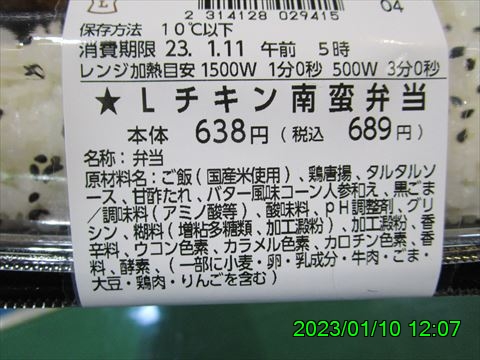 2 314128 029415
04
保存方法 10℃以下
消費期限 23. 1.11 午前 5時
レンジ加熱目安 1500W 1分0秒 500W 3分0秒
★Lチキン南蛮弁当
本体 638円(税込 689円)
名称:弁当
原材料名:ご飯(国産米使用)、鶏唐揚、タルタルソ
ース、甘酢たれ、バター風味コーン人参和え、黒ごま
/調味料(アミノ酸等)、酸味料、pH調整剤、グリ
シン、糊料(増粘多糖類、加工澱粉)、加工澱粉、香
辛料、ウコン色素、カラメル色素、カロチン色素、香
料、酵素、(一部に小麦・卵・乳成分・牛肉・ごま・
大豆・鶏肉・りんごを含む)
2023/01/10 12:07